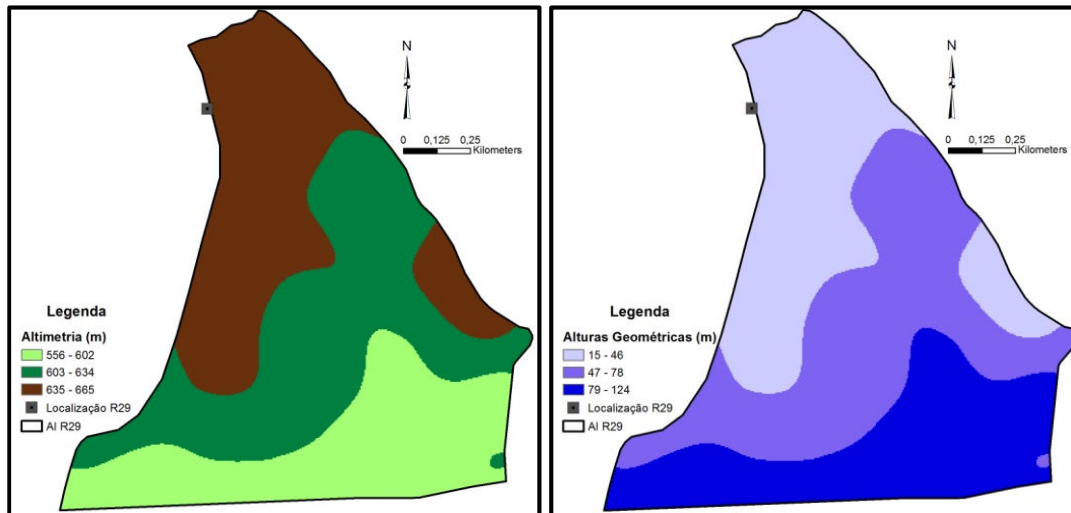 N
0 0,125 0,25
Kilometers
Legenda
Altimetria (m)
556 - 602
603 - 634
635 - 665
Localização R29
AI R29
N
0 0,125 0,25
Kilometers
Legenda
Alturas Geométricas (m)
15 - 46
47 - 78
79 - 124
Localização R29
AI R29